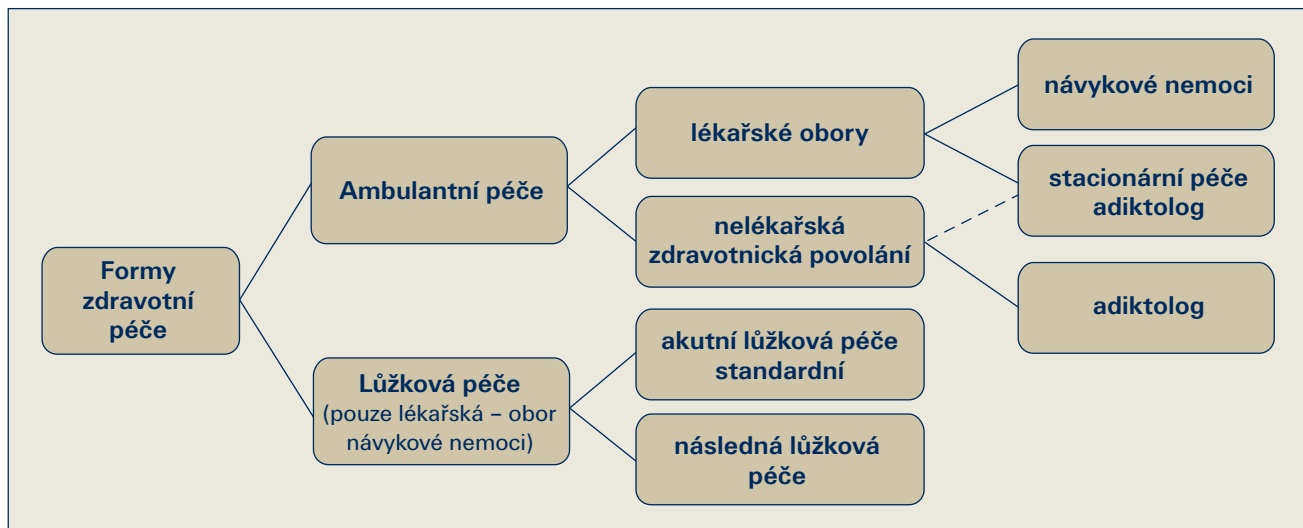 Formy
zdravotní
péče
Ambulantní péče
Lůžková péče
(pouze lékařská – obor
návykové nemoci)
lékařské obory
nelékařská
zdravotnická povolání
akutní lůžková péče
standardní
následná lůžková
péče
návykové nemoci
stacionární péče
adiktolog
adiktolog